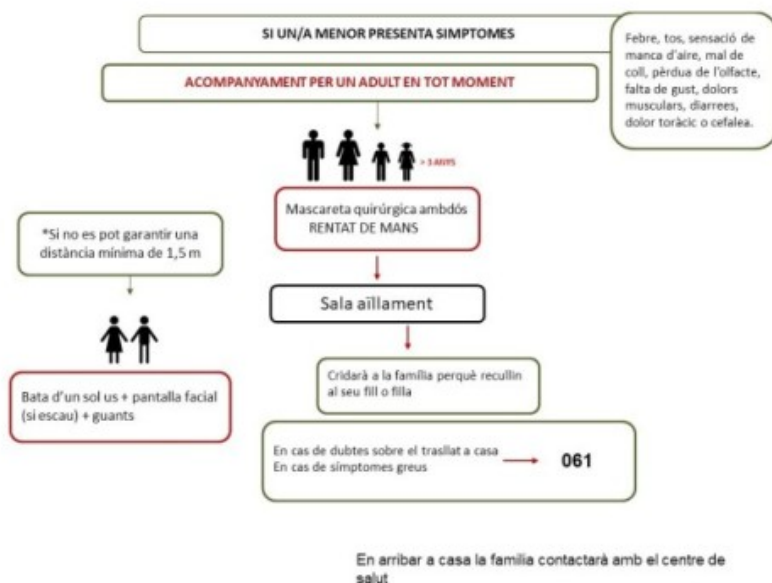 SI UN/A MENOR PRESENTA SIMPTOMES
Febre, tos, sensació de
manca d'aire, mal de
coll, pèrdua de l'olfacte,
falta de gust, dolors
musculars, diarrees,
dolor toràcic o cefalea.
ACOMPANYAMENT PER UN ADULT EN TOT MOMENT
> 3 ANYS
Mascareta quirúrgica ambdós
RENTAT DE MANS
*Si no es pot garantir una
distància mínima de 1,5 m
Sala aïllament
Bata d'un sol us + pantalla facial
(si escau) + guants
Cridarà a la família perquè recullin
al seu fill o filla
En cas de dubtes sobre el trasllat a casa
En cas de símptomes greus
061
En arribar a casa la familia contactarà amb el centre de
salut